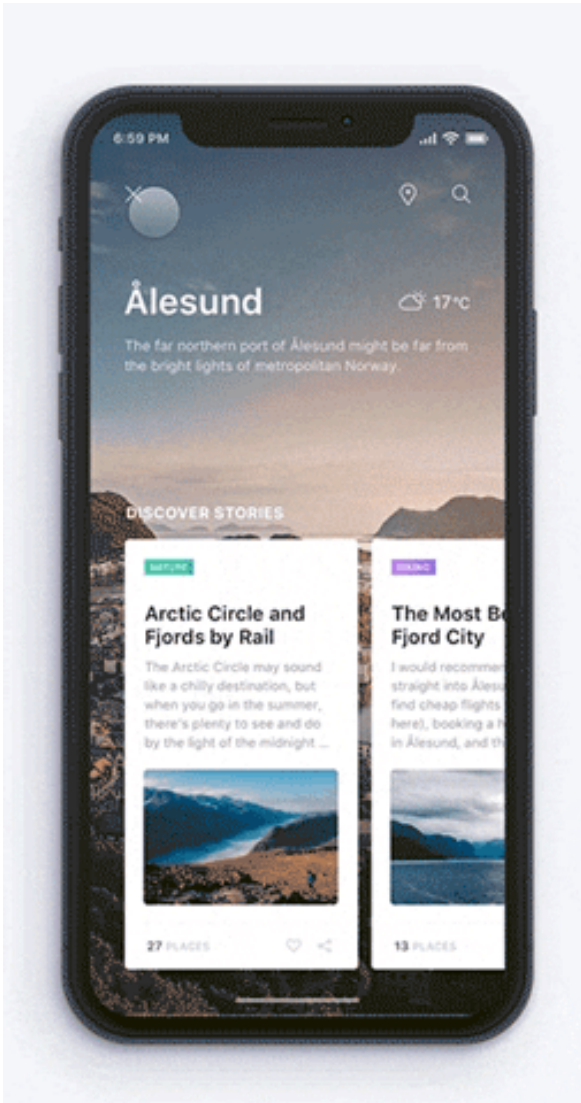 6:59 PM
Ålesund
17°C
The far northern port of Ålesund might be far from
the bright lights of metropolitan Norway.
DISCOVER STORIES
NATURE
Arctic Circle and
Fjords by Rail
The Arctic Circle may sound
like a chilly destination, but
when you go in the summer,
there's plenty to see and do
by the light of the midnight ...
27 PLACES
The Most Be
Fjord City
I would recommen
straight into Ålesu
find cheap flights
here), booking a h
in Ålesund, and th
13 PLACES